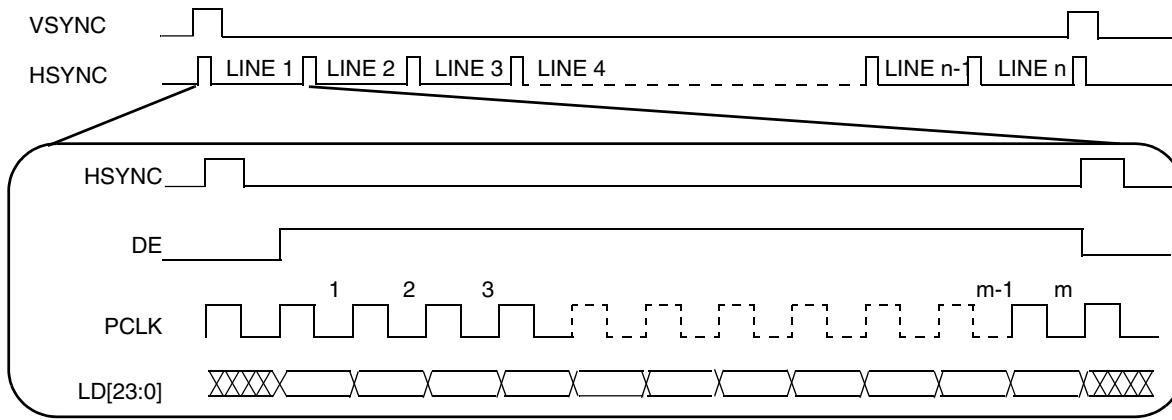 VSYNC
HSYNC LINE 1 LINE 2 LINE 3 LINE 4 LINE n-1 LINE n
HSYNC
DE
1 2 3 m-1 m
PCLK
LD[23:0]